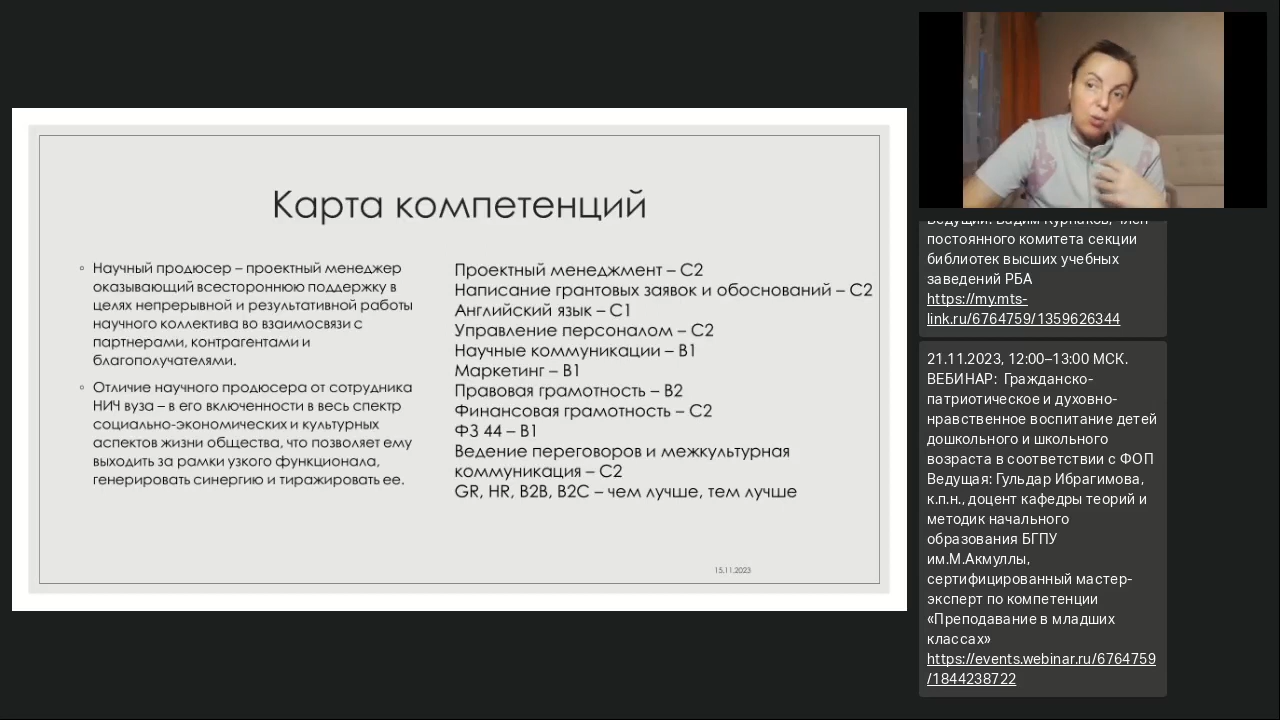 Карта компетенций
◦ Научный продюсер – проектный менеджер
оказывающий всестороннюю поддержку в
целях непрерывной и результативной работы
научного коллектива во взаимосвязи с
партнерами, контрагентами и
благополучателями.
◦ Отличие научного продюсера от сотрудника
НИЧ вуза – в его включенности в весь спектр
социально-экономических и культурных
аспектов жизни общества, что позволяет ему
выходить за рамки узкого функционала,
генерировать синергию и тиражировать ее.
Проектный менеджмент – С2
Написание грантовых заявок и обоснований – С2
Английский язык – С1
Управление персоналом – С2
Научные коммуникации – В1
Маркетинг – В1
Правовая грамотность – В2
Финансовая грамотность – С2
ФЗ 44 – В1
Ведение переговоров и межкультурная
коммуникация – С2
GR, HR, B2B, B2C – чем лучше, тем лучше
15.11.2023
постоянного комитета секции
библиотек высших учебных
заведений РБА
https://my.mts-
link.ru/6764759/1359626344
21.11.2023, 12:00–13:00 МСК.
ВЕБИНАР: Гражданско-
патриотическое и духовно-
нравственное воспитание детей
дошкольного и школьного
возраста в соответствии с ФОП
Ведущая: Гульдар Ибрагимова,
к.п.н., доцент кафедры теорий и
методик начального
образования БГПУ
им.М.Акмуллы,
сертифицированный мастер-
эксперт по компетенции
«Преподавание в младших
классах»
https://events.webinar.ru/6764759
/1844238722